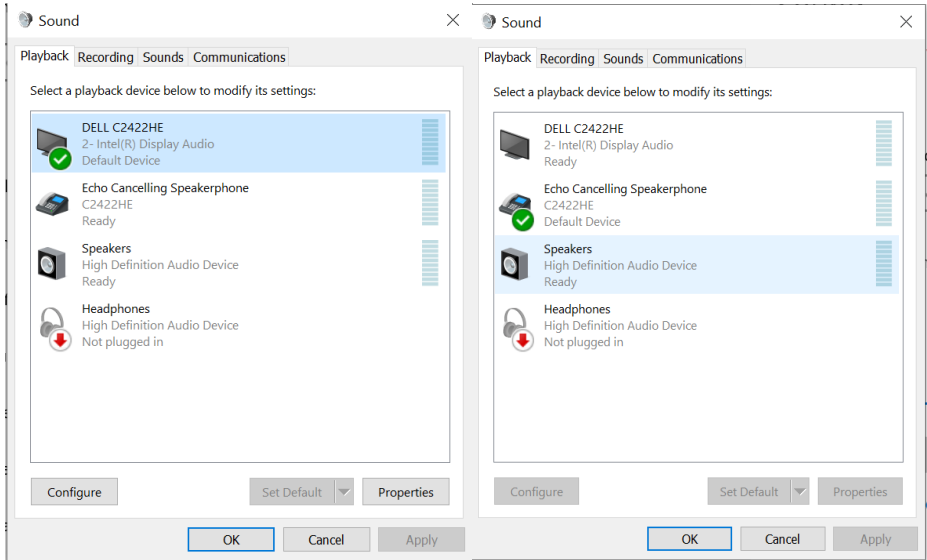 Sound
Playback Recording Sounds Communications
Select a playback device below to modify its settings:
DELL C2422HE
2- Intel(R) Display Audio
Default Device
Echo Cancelling Speakerphone
C2422HE
Ready
Speakers
High Definition Audio Device
Ready
Headphones
High Definition Audio Device
Not plugged in
Configure Set Default Properties
OK Cancel Apply
Sound
Playback Recording Sounds Communications
Select a playback device below to modify its settings:
DELL C2422HE
2- Intel(R) Display Audio
Ready
Echo Cancelling Speakerphone
C2422HE
Default Device
Speakers
High Definition Audio Device
Ready
Headphones
High Definition Audio Device
Not plugged in
Configure Set Default Properties
OK Cancel Apply